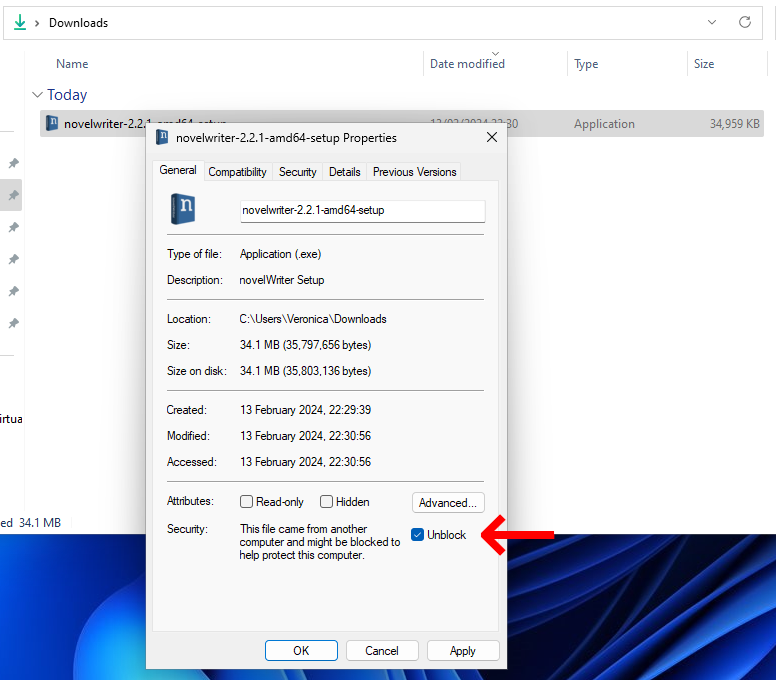 Downloads
Name Date modified Type Size
Today
novelwriter-2.2.1-amd64-setup 13/02/2024 22:30 Application 34,959 KB
novelwriter-2.2.1-amd64-setup Properties
General Compatibility Security Details Previous Versions
n
novelwriter-2.2.1-amd64-setup
Type of file: Application (.exe)
Description: novelWriter Setup
Location: C:\Users\Veronica\Downloads
Size: 34.1 MB (35,797,656 bytes)
Size on disk: 34.1 MB (35,803,136 bytes)
Created: 13 February 2024, 22:29:39
Modified: 13 February 2024, 22:30:56
Accessed: 13 February 2024, 22:30:56
irtua
Attributes: Read-only Hidden Advanced...
ed 34.1 MB
Security: This file came from another
computer and might be blocked to
help protect this computer.
Unblock
OK Cancel Apply